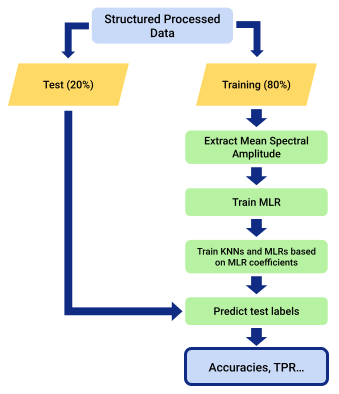 Structured Processed
Data
Test (20%)
Training (80%)
Extract Mean Spectral
Amplitude
Train MLR
Train KNNs and MLRs based
on MLR coefficients
Predict test labels
Accuracies, TPR...